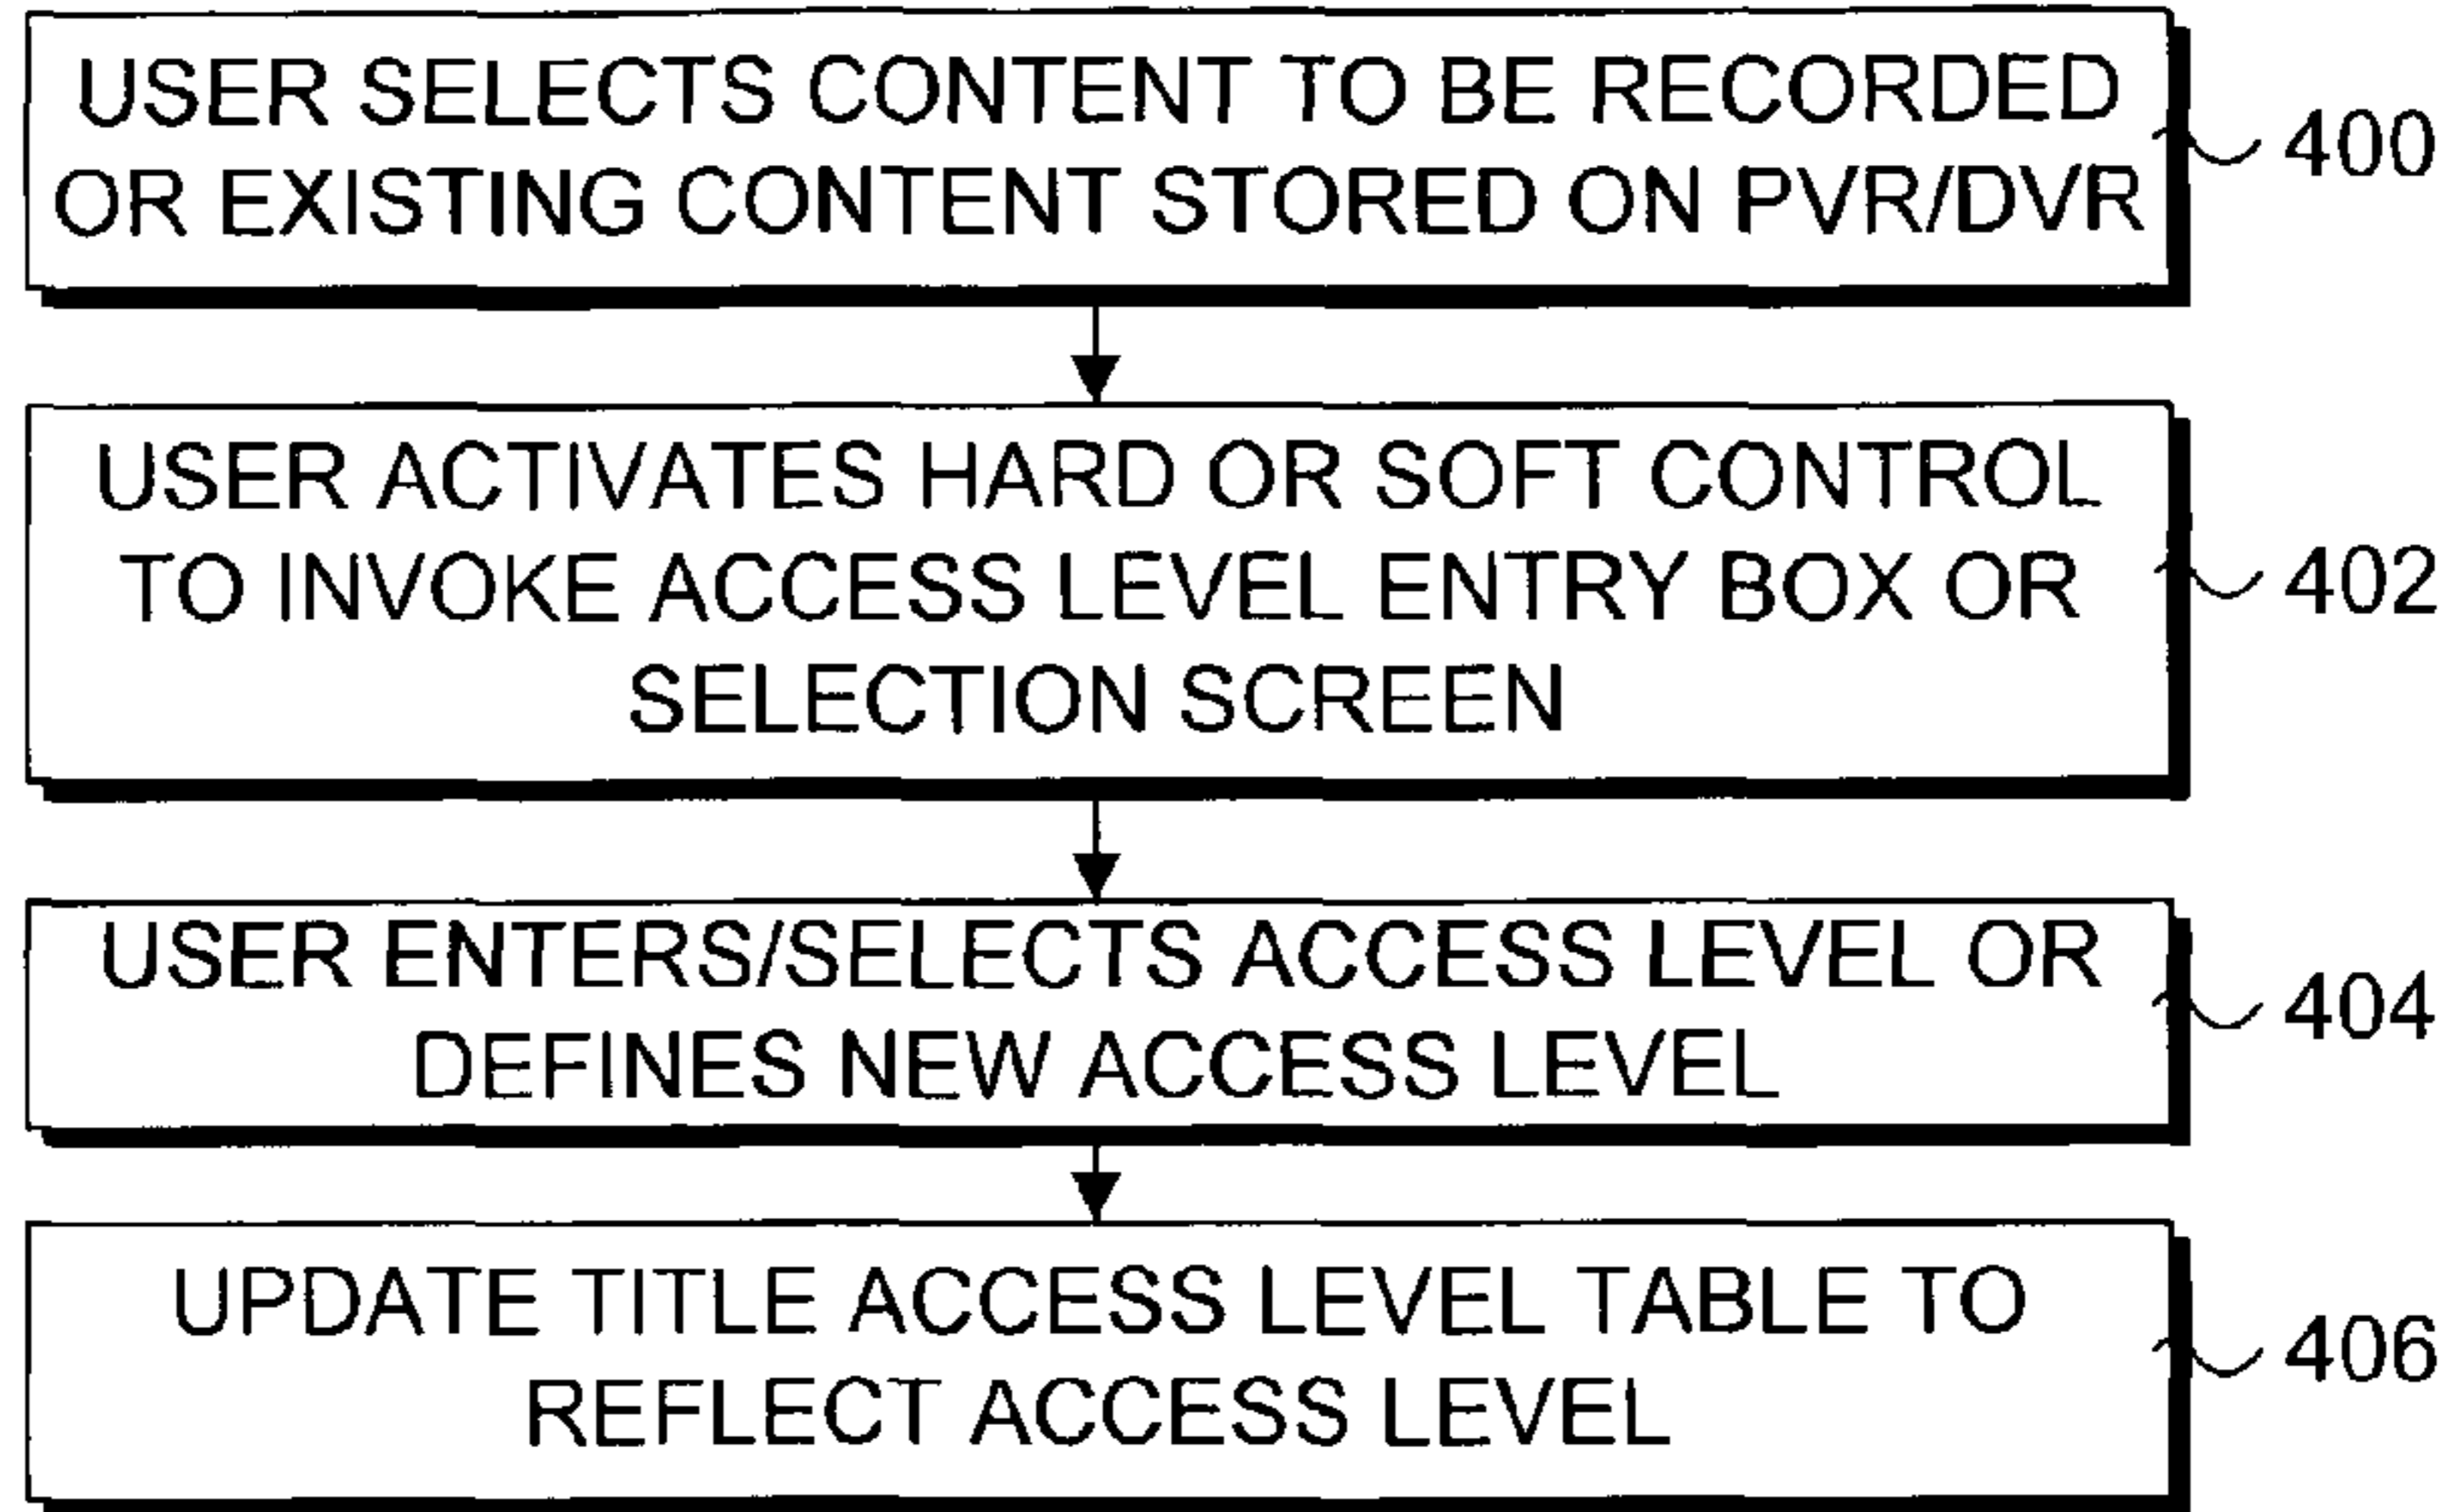 USER SELECTS CONTENT TO BE RECORDED
OR EXISTING CONTENT STORED ON PVR/DVR
400
USER ACTIVATES HARD OR SOFT CONTROL
TO INVOKE ACCESS LEVEL ENTRY BOX OR
SELECTION SCREEN
402
USER ENTERS/SELECTS ACCESS LEVEL OR
DEFINES NEW ACCESS LEVEL
404
UPDATE TITLE ACCESS LEVEL TABLE TO
REFLECT ACCESS LEVEL
406